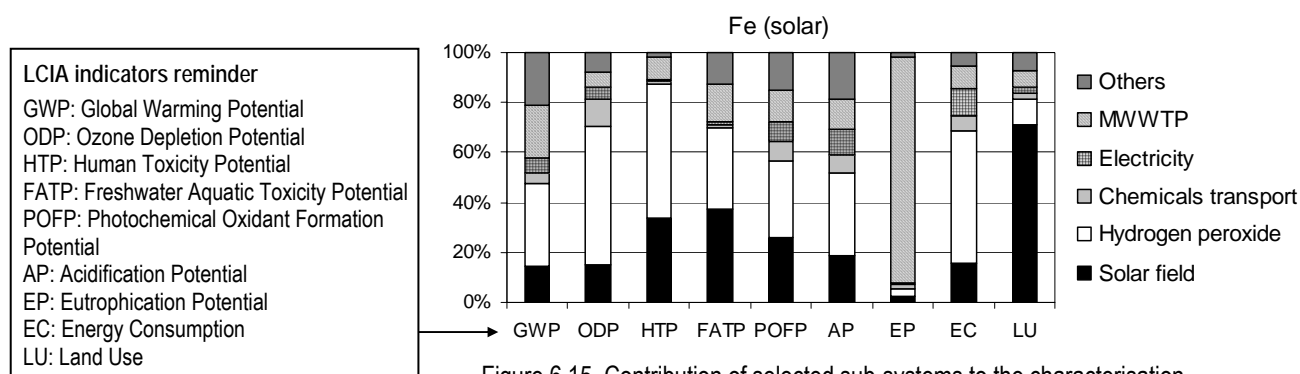 LCIA indicators reminder
GWP: Global Warming Potential
ODP: Ozone Depletion Potential
HTP: Human Toxicity Potential
FATP: Freshwater Aquatic Toxicity Potential
POFP: Photochemical Oxidant Formation
Potential
AP: Acidification Potential
EP: Eutrophication Potential
EC: Energy Consumption
LU: Land Use
Fe (solar)
100%
80%
60%
40%
20%
0%
GWP ODP HTP FATP POFP AP EP EC LU
Others
MWWTP
Electricity
Chemicals transport
Hydrogen peroxide
Solar field
Figure 6.15. Contribution of selected sub-systems to the characterisation